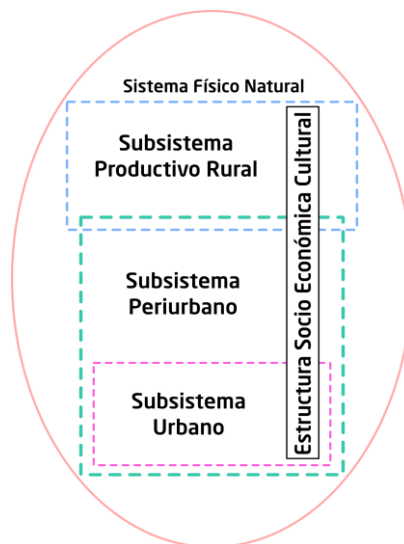 Sistema Físico Natural
Subsistema
Productivo Rural
Estructura Socio Económica Cultural
Subsistema
Periurbano
Subsistema
Urbano